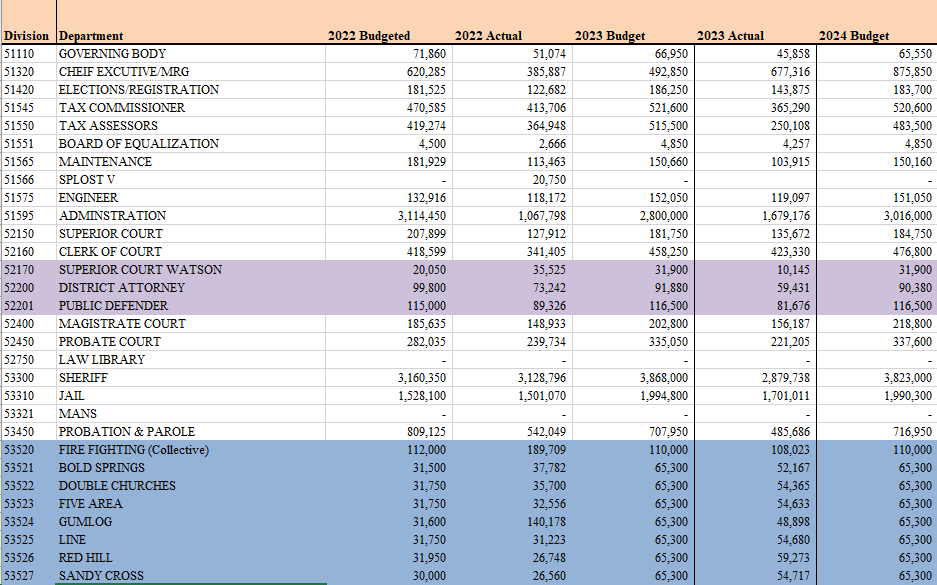 Division Department 2022 Budgeted 2022 Actual 2023 Budget 2023 Actual 2024 Budget
51110 GOVERNING BODY 71,860 51,074 66,950 45,858 65,550
51320 CHEIF EXCUTIVE/MRG 620,285 385,887 492,850 677,316 875,850
51420 ELECTIONS/REGISTRATION 181,525 122,682 186,250 143,875 183,700
51545 TAX COMMISSIONER 470,585 413,706 521,600 365,290 520,600
51550 TAX ASSESSORS 419,274 364,948 515,500 250,108 483,500
51551 BOARD OF EQUALIZATION 4,500 2,666 4,850 4,257 4,850
51565 MAINTENANCE 181,929 113,463 150,660 103,915 150,160
51566 SPLOST V - 20,750 - -
51575 ENGINEER 132,916 118,172 152,050 119,097 151,050
51595 ADMINSTRATION 3,114,450 1,067,798 2,800,000 1,679,176 3,016,000
52150 SUPERIOR COURT 207,899 127,912 181,750 135,672 184,750
52160 CLERK OF COURT 418,599 341,405 458,250 423,330 476,800
52170 SUPERIOR COURT WATSON 20,050 35,525 31,900 10,145 31,900
52200 DISTRICT ATTORNEY 99,800 73,242 91,880 59,431 90,380
52201 PUBLIC DEFENDER 115,000 89,326 116,500 81,676 116,500
52400 MAGISTRATE COURT 185,635 148,933 202,800 156,187 218,800
52450 PROBATE COURT 282,035 239,734 335,050 221,205 337,600
52750 LAW LIBRARY - - - - -
53300 SHERIFF 3,160,350 3,128,796 3,868,000 2,879,738 3,823,000
53310 JAIL 1,528,100 1,501,070 1,994,800 1,701,011 1,990,300
53321 MANS - - - - -
53450 PROBATION & PAROLE 809,125 542,049 707,950 485,686 716,950
53520 FIRE FIGHTING (Collective) 112,000 189,709 110,000 108,023 110,000
53521 BOLD SPRINGS 31,500 37,782 65,300 52,167 65,300
53522 DOUBLE CHURCHES 31,750 35,700 65,300 54,365 65,300
53523 FIVE AREA 31,750 32,556 65,300 54,633 65,300
53524 GUMLOG 31,600 140,178 65,300 48,898 65,300
53525 LINE 31,750 31,223 65,300 54,680 65,300
53526 RED HILL 31,950 26,748 65,300 59,273 65,300
53527 SANDY CROSS 30,000 26,560 65,300 54,717 65,300